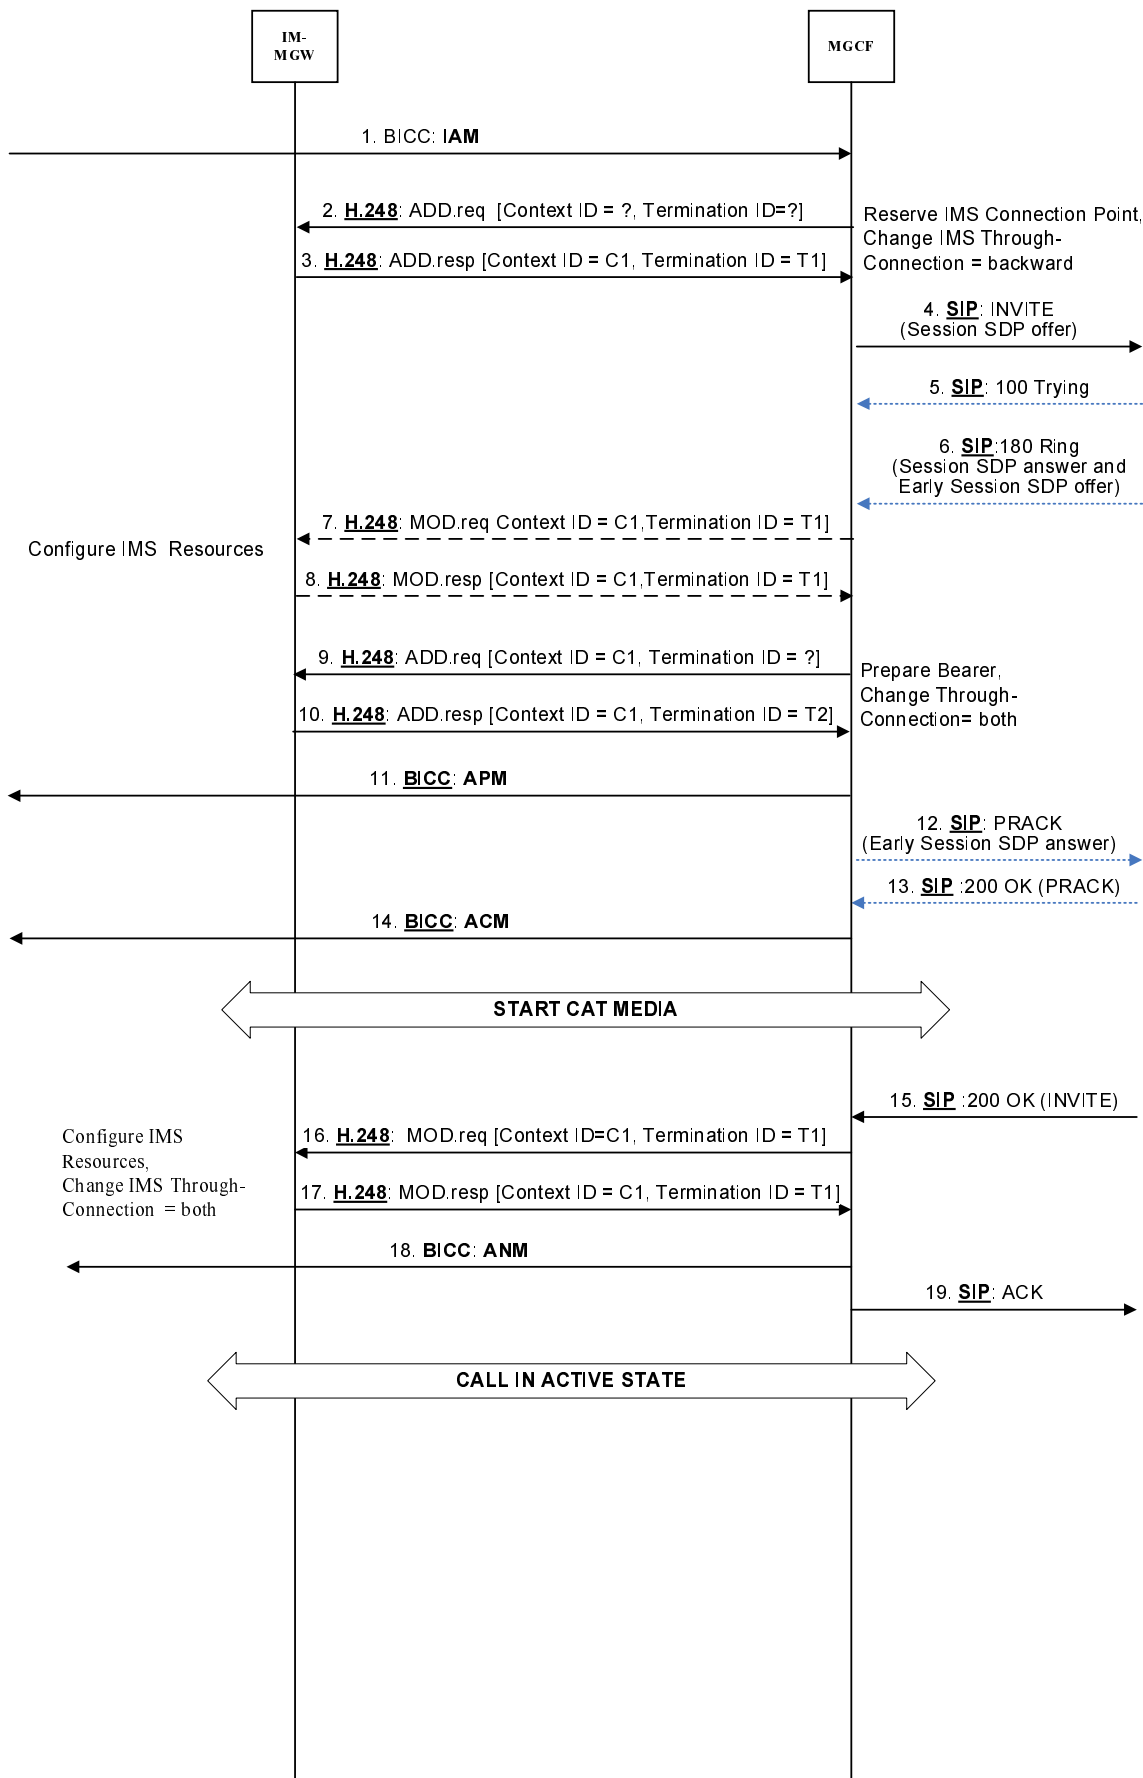 IM-
MGW
MGCF
1. BICC: IAM
2. H.248: ADD.req [Context ID = ?, Termination ID=?]
Reserve IMS Connection Point,
Change IMS Through-
Connection = backward
3. H.248: ADD.resp [Context ID = C1, Termination ID = T1]
4. SIP: INVITE
(Session SDP offer)
5. SIP: 100 Trying
6. SIP:180 Ring
(Session SDP answer and
Early Session SDP offer)
7. H.248: MOD.req Context ID = C1,Termination ID = T1]
Configure IMS Resources
8. H.248: MOD.resp [Context ID = C1,Termination ID = T1]
9. H.248: ADD.req [Context ID = C1, Termination ID = ?]
Prepare Bearer,
Change Through-
Connection= both
10. H.248: ADD.resp [Context ID = C1, Termination ID = T2]
11. BICC: APM
12. SIP: PRACK
(Early Session SDP answer)
13. SIP :200 OK (PRACK)
14. BICC: ACM
START CAT MEDIA
15. SIP :200 OK (INVITE)
16. H.248: MOD.req [Context ID=C1, Termination ID = T1]
Configure IMS
Resources,
Change IMS Through-
Connection = both
17. H.248: MOD.resp [Context ID = C1, Termination ID = T1]
18. BICC: ANM
19. SIP: ACK
CALL IN ACTIVE STATE